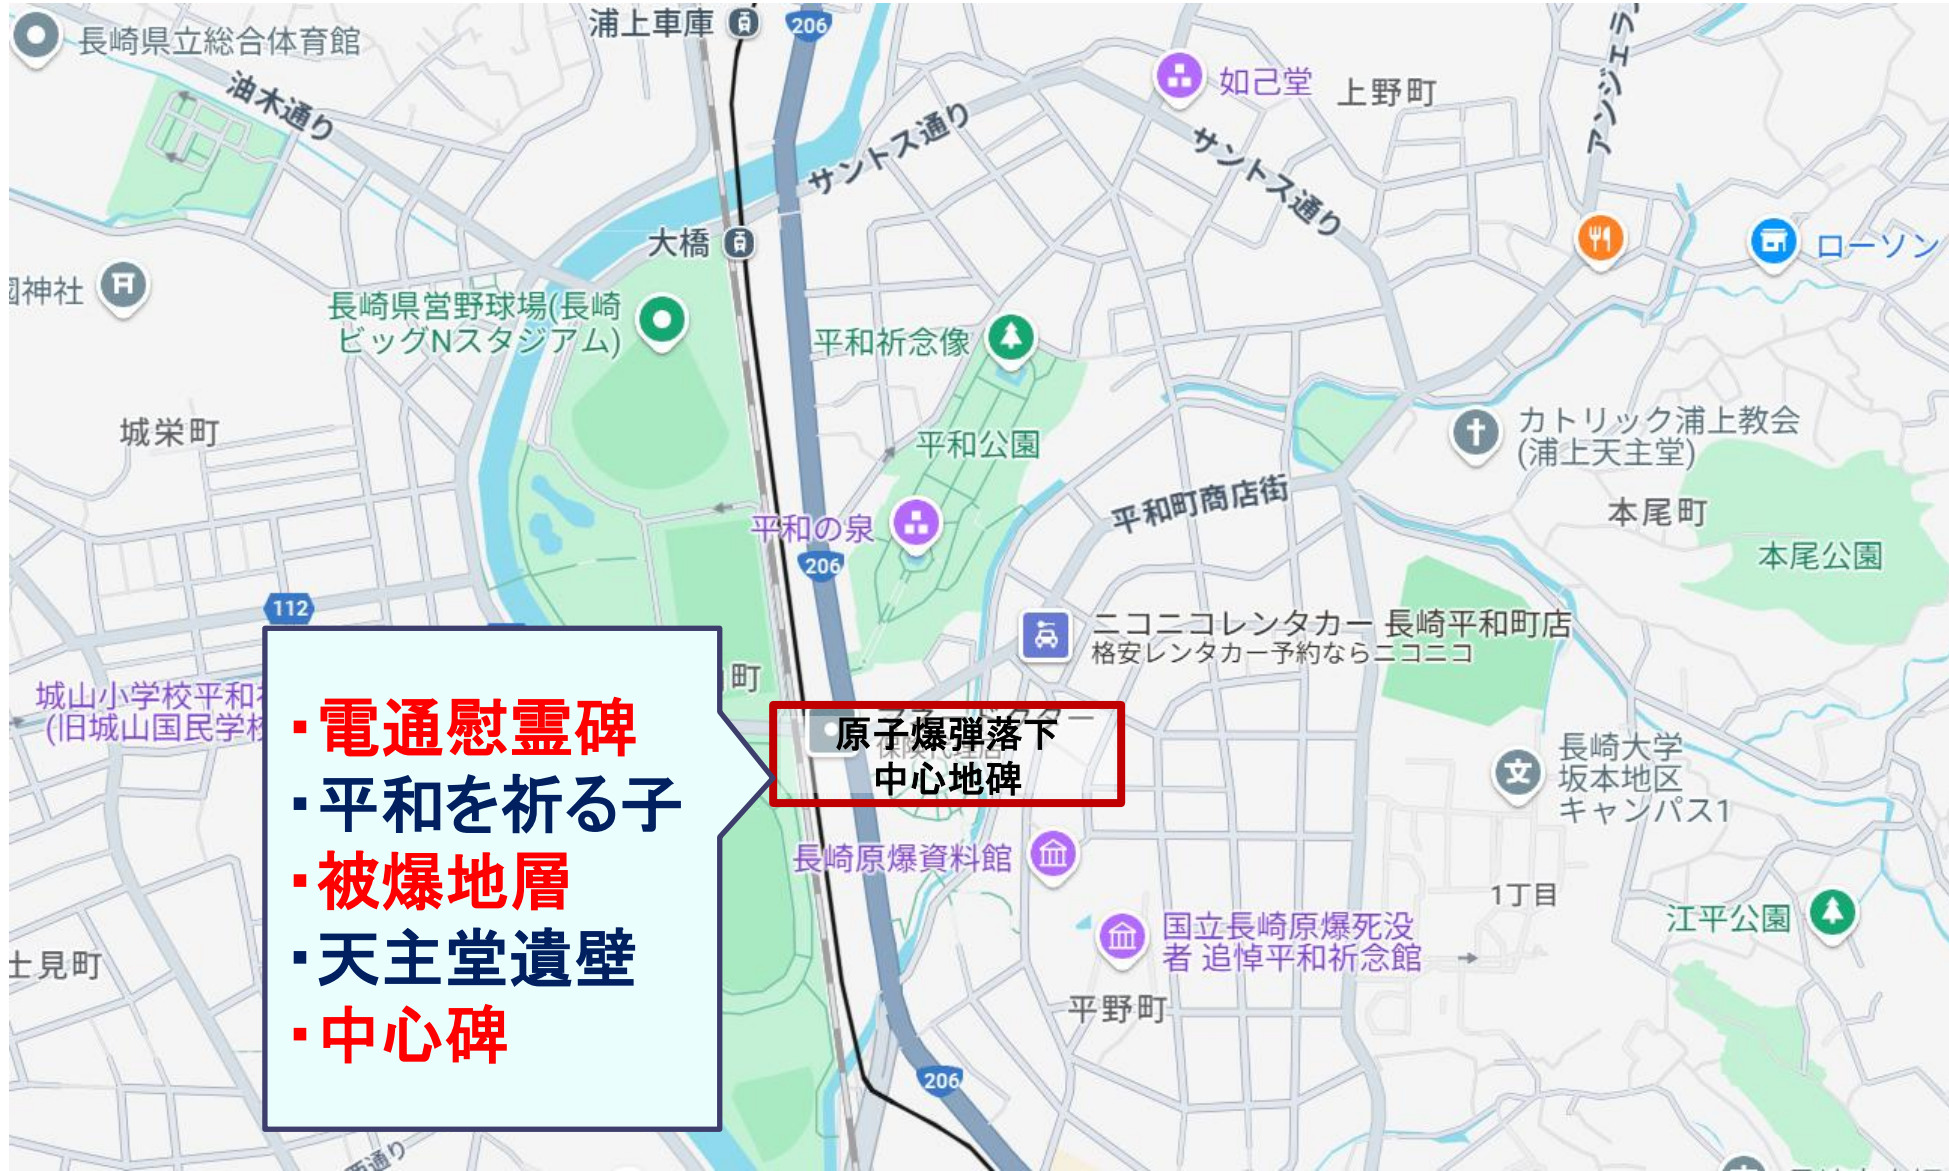 長崎県立総合体育館
浦上車庫
206
油木通り
如己堂
上野町
アンジェラ
サントス通り
サントス通り
大橋
ローソン
國神社
長崎県営野球場(長崎
ビッグNスタジアム)
平和祈念像
城栄町
平和公園
カトリック浦上教会
(浦上天主堂)
平和町商店街
本尾町
平和の泉
206
本尾公園
112
ニコニコレンタカー 長崎平和町店
格安レンタカー予約ならニコニコ
町
城山小学校平和
(旧城山国民学校
・電通慰霊碑
・平和を祈る子
・被爆地層
・天主堂遺壁
・中心碑
原子爆弾落下
中心地碑
長崎大学
坂本地区
キャンパス1
長崎原爆資料館
1丁目
江平公園
国立長崎原爆死没
者 追悼平和祈念館
士見町
平野町
206
西通り